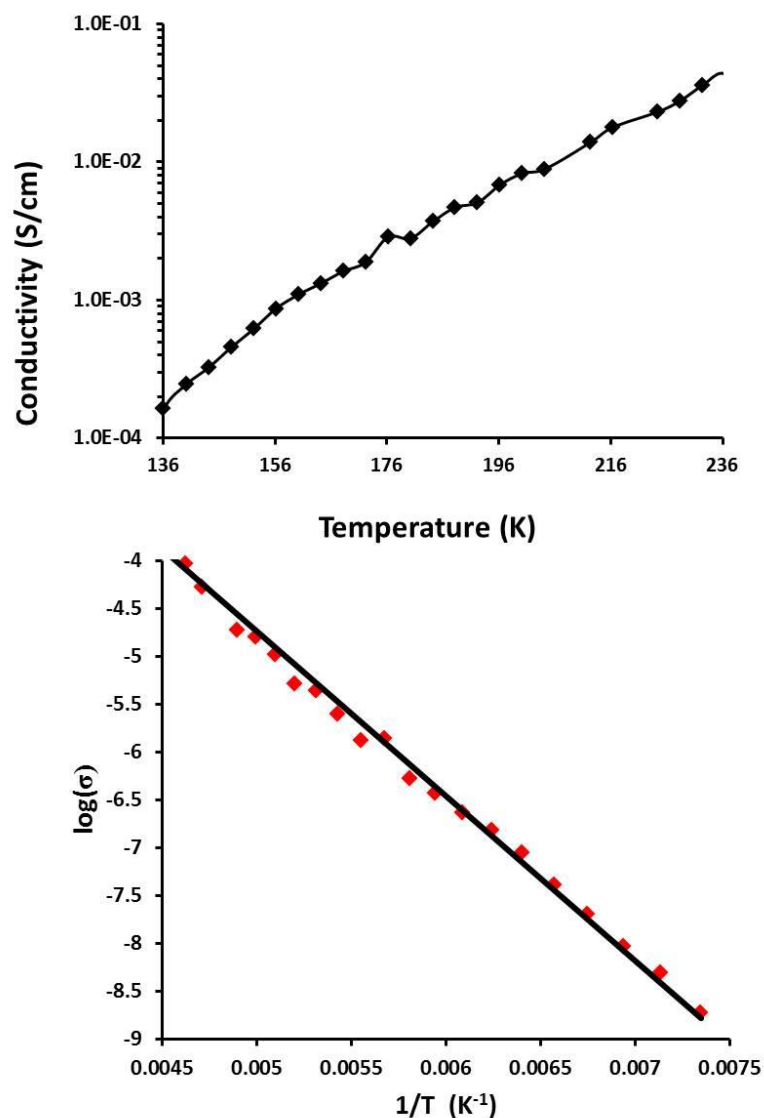 1.0E-01
1.0E-02
1.0E-03
1.0E-04
Conductivity (S/cm)
136 156 176 196 216 236
Temperature (K)
-4
-4.5
-5
-5.5
-6
-6.5
-7
-7.5
-8
-8.5
-9
log(σ)
0.0045 0.005 0.0055 0.006 0.0065 0.007 0.0075
1/T (K⁻¹)